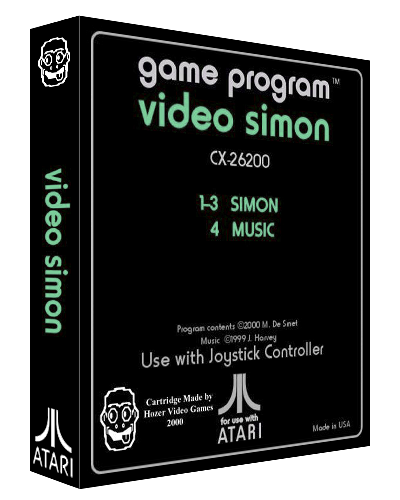 video simon
ATARI
game program™
video simon
CX-26200
1-3 SIMON
4 MUSIC
Program contents ©2000 M. De Smet
Music ©1999 J. Harvey
Use with Joystick Controller
Cartridge Made by
Hozer Video Games
2000
for use with
ATARI
Made in USA